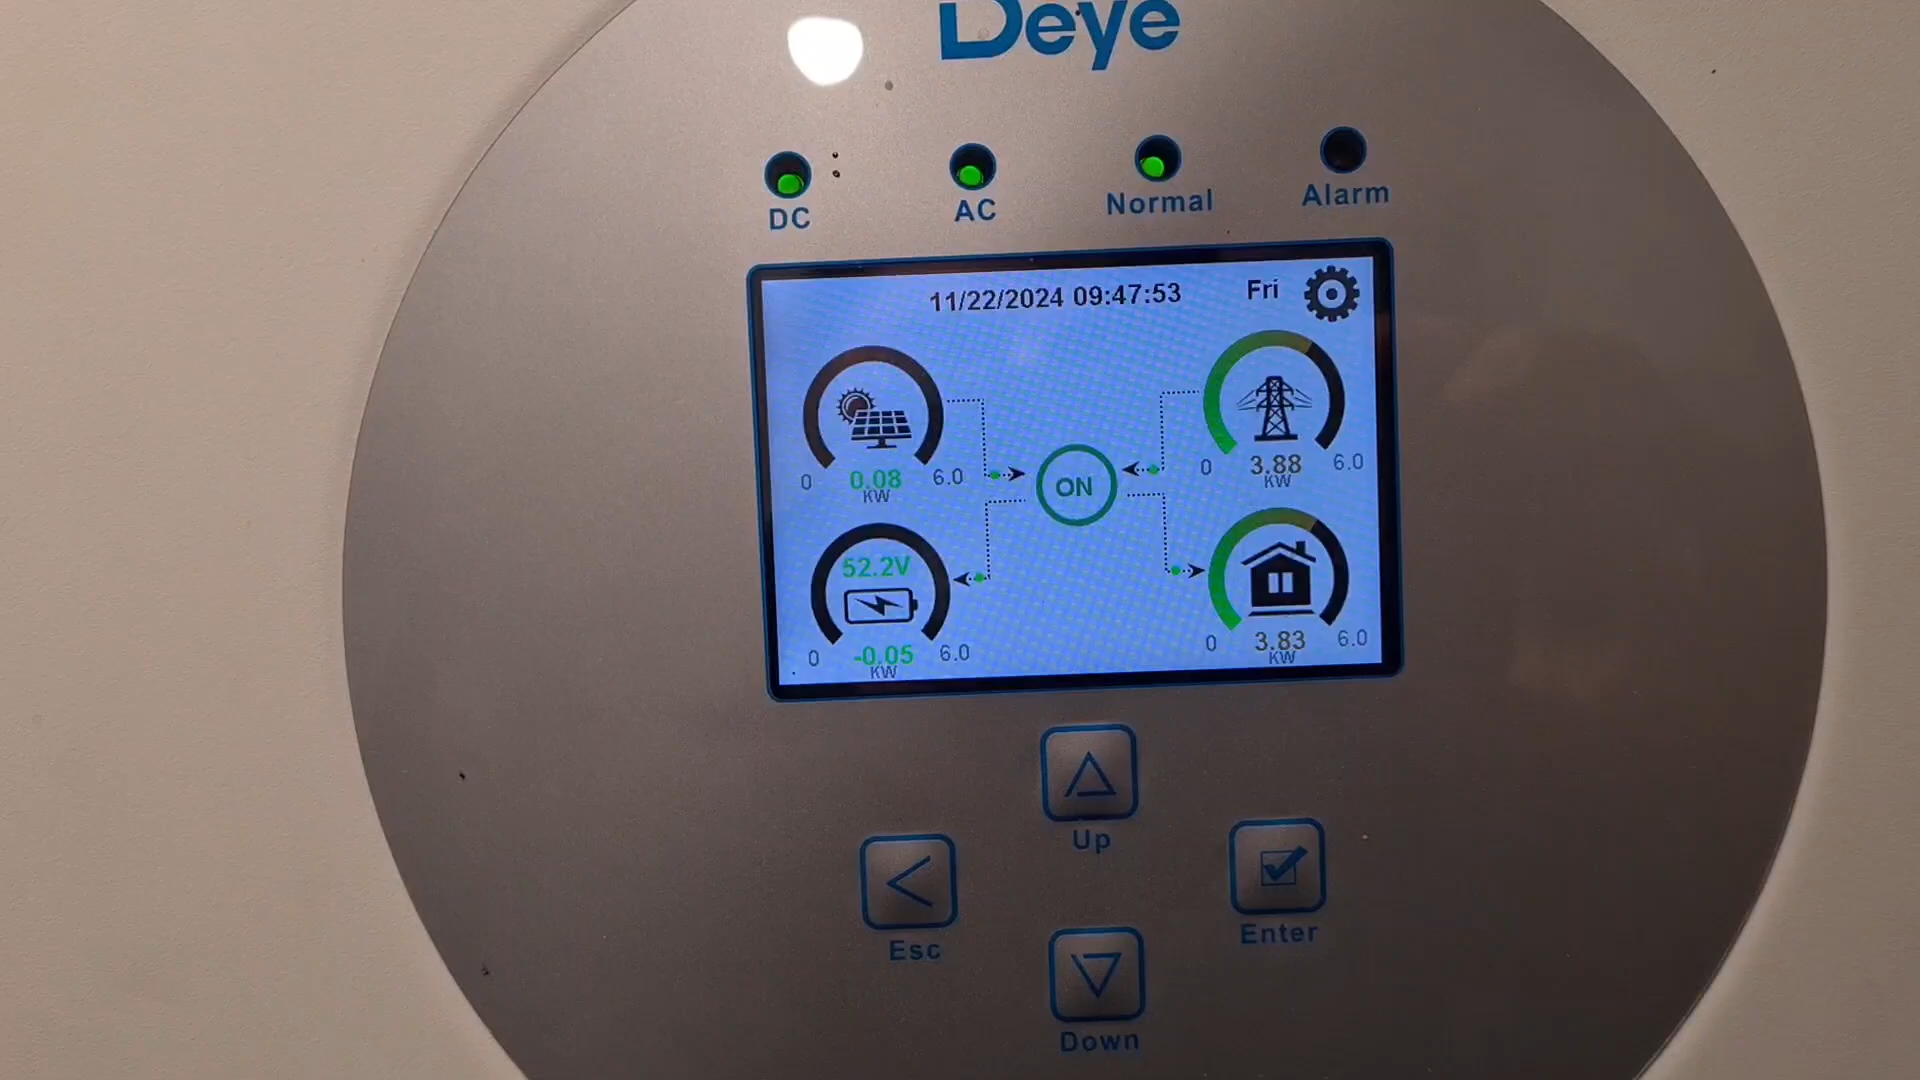 Deye
DC
AC
Normal
Alarm
11/22/2024 09:47:53
Fri
0
0.08
KW
6.0
0
3.88
KW
6.0
ON
52.2V
0
-0.05
KW
6.0
0
3.83
KW
6.0
Up
Esc
Enter
Down